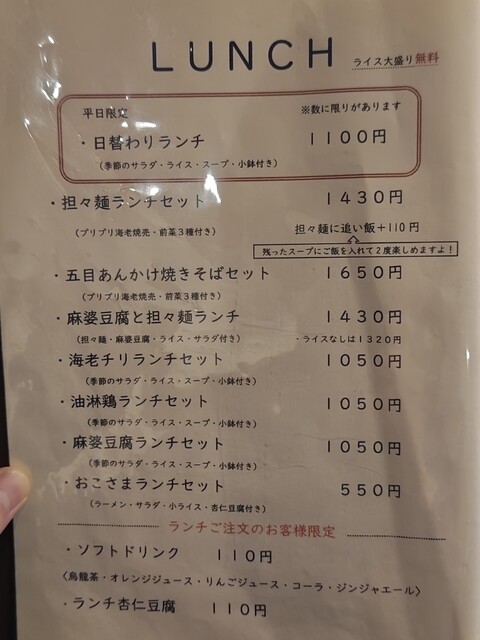 LUNCH
ライス大盛り無料
平日限定
※数に限りがあります
・日替わりランチ 1100円
(季節のサラダ・ライス・スープ・小鉢付き)
・担々麺ランチセット 1430円
(プリプリ海老焼売・前菜3種付き)
担々麺に追い飯+110円
残ったスープにご飯を入れて2度楽しめますよ!
・五目あんかけ焼きそばセット 1650円
(プリプリ海老焼売・前菜3種付き)
・麻婆豆腐と担々麺ランチ 1430円
(担々麺・麻婆豆腐・ライス・サラダ付き) ・ライスなしは1320円
・海老チリランチセット 1050円
(季節のサラダ・ライス・スープ・小鉢付き)
・油淋鶏ランチセット 1050円
(季節のサラダ・ライス・スープ・小鉢付き)
・麻婆豆腐ランチセット 1050円
(季節のサラダ・ライス・スープ・小鉢付き)
・おこさまランチセット 550円
(ラーメン・サラダ・小ライス・杏仁豆腐付き)
ランチご注文のお客様限定
・ソフトドリンク 110円
〈烏龍茶・オレンジジュース・りんごジュース・コーラ・ジンジャエール〉
・ランチ杏仁豆腐 110円